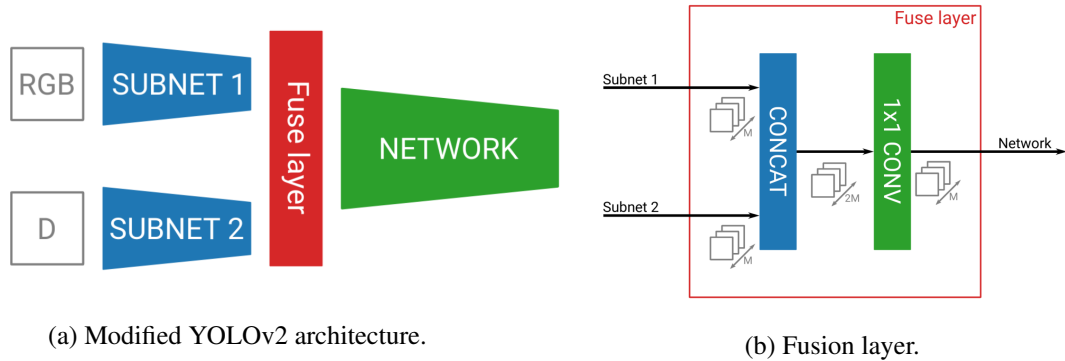 RGB
SUBNET 1
D
SUBNET 2
Fuse layer
NETWORK
(a) Modified YOLOv2 architecture.
Fuse layer
Subnet 1
M
Subnet 2
M
CONCAT
2M
1x1 CONV
M
Network
(b) Fusion layer.